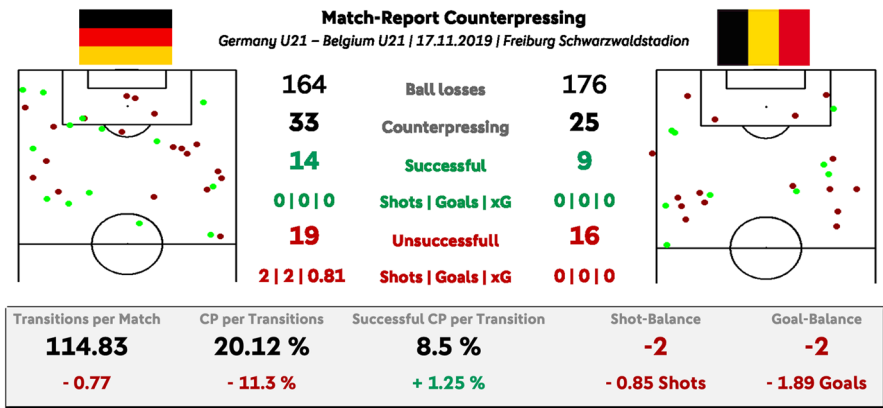 Match-Report Counterpressing
Germany U21 – Belgium U21 | 17.11.2019 | Freiburg Schwarzwaldstadion
164 Ball losses 176
33 Counterpressing 25
14 Successful 9
0 | 0 | 0 Shots | Goals | xG 0 | 0 | 0
19 Unsuccessfull 16
2 | 2 | 0.81 Shots | Goals | xG 0 | 0 | 0
Transitions per Match CP per Transitions Successful CP per Transition Shot-Balance Goal-Balance
114.83 20.12 % 8.5 % -2 -2
- 0.77 - 11.3 % + 1.25 % - 0.85 Shots - 1.89 Goals